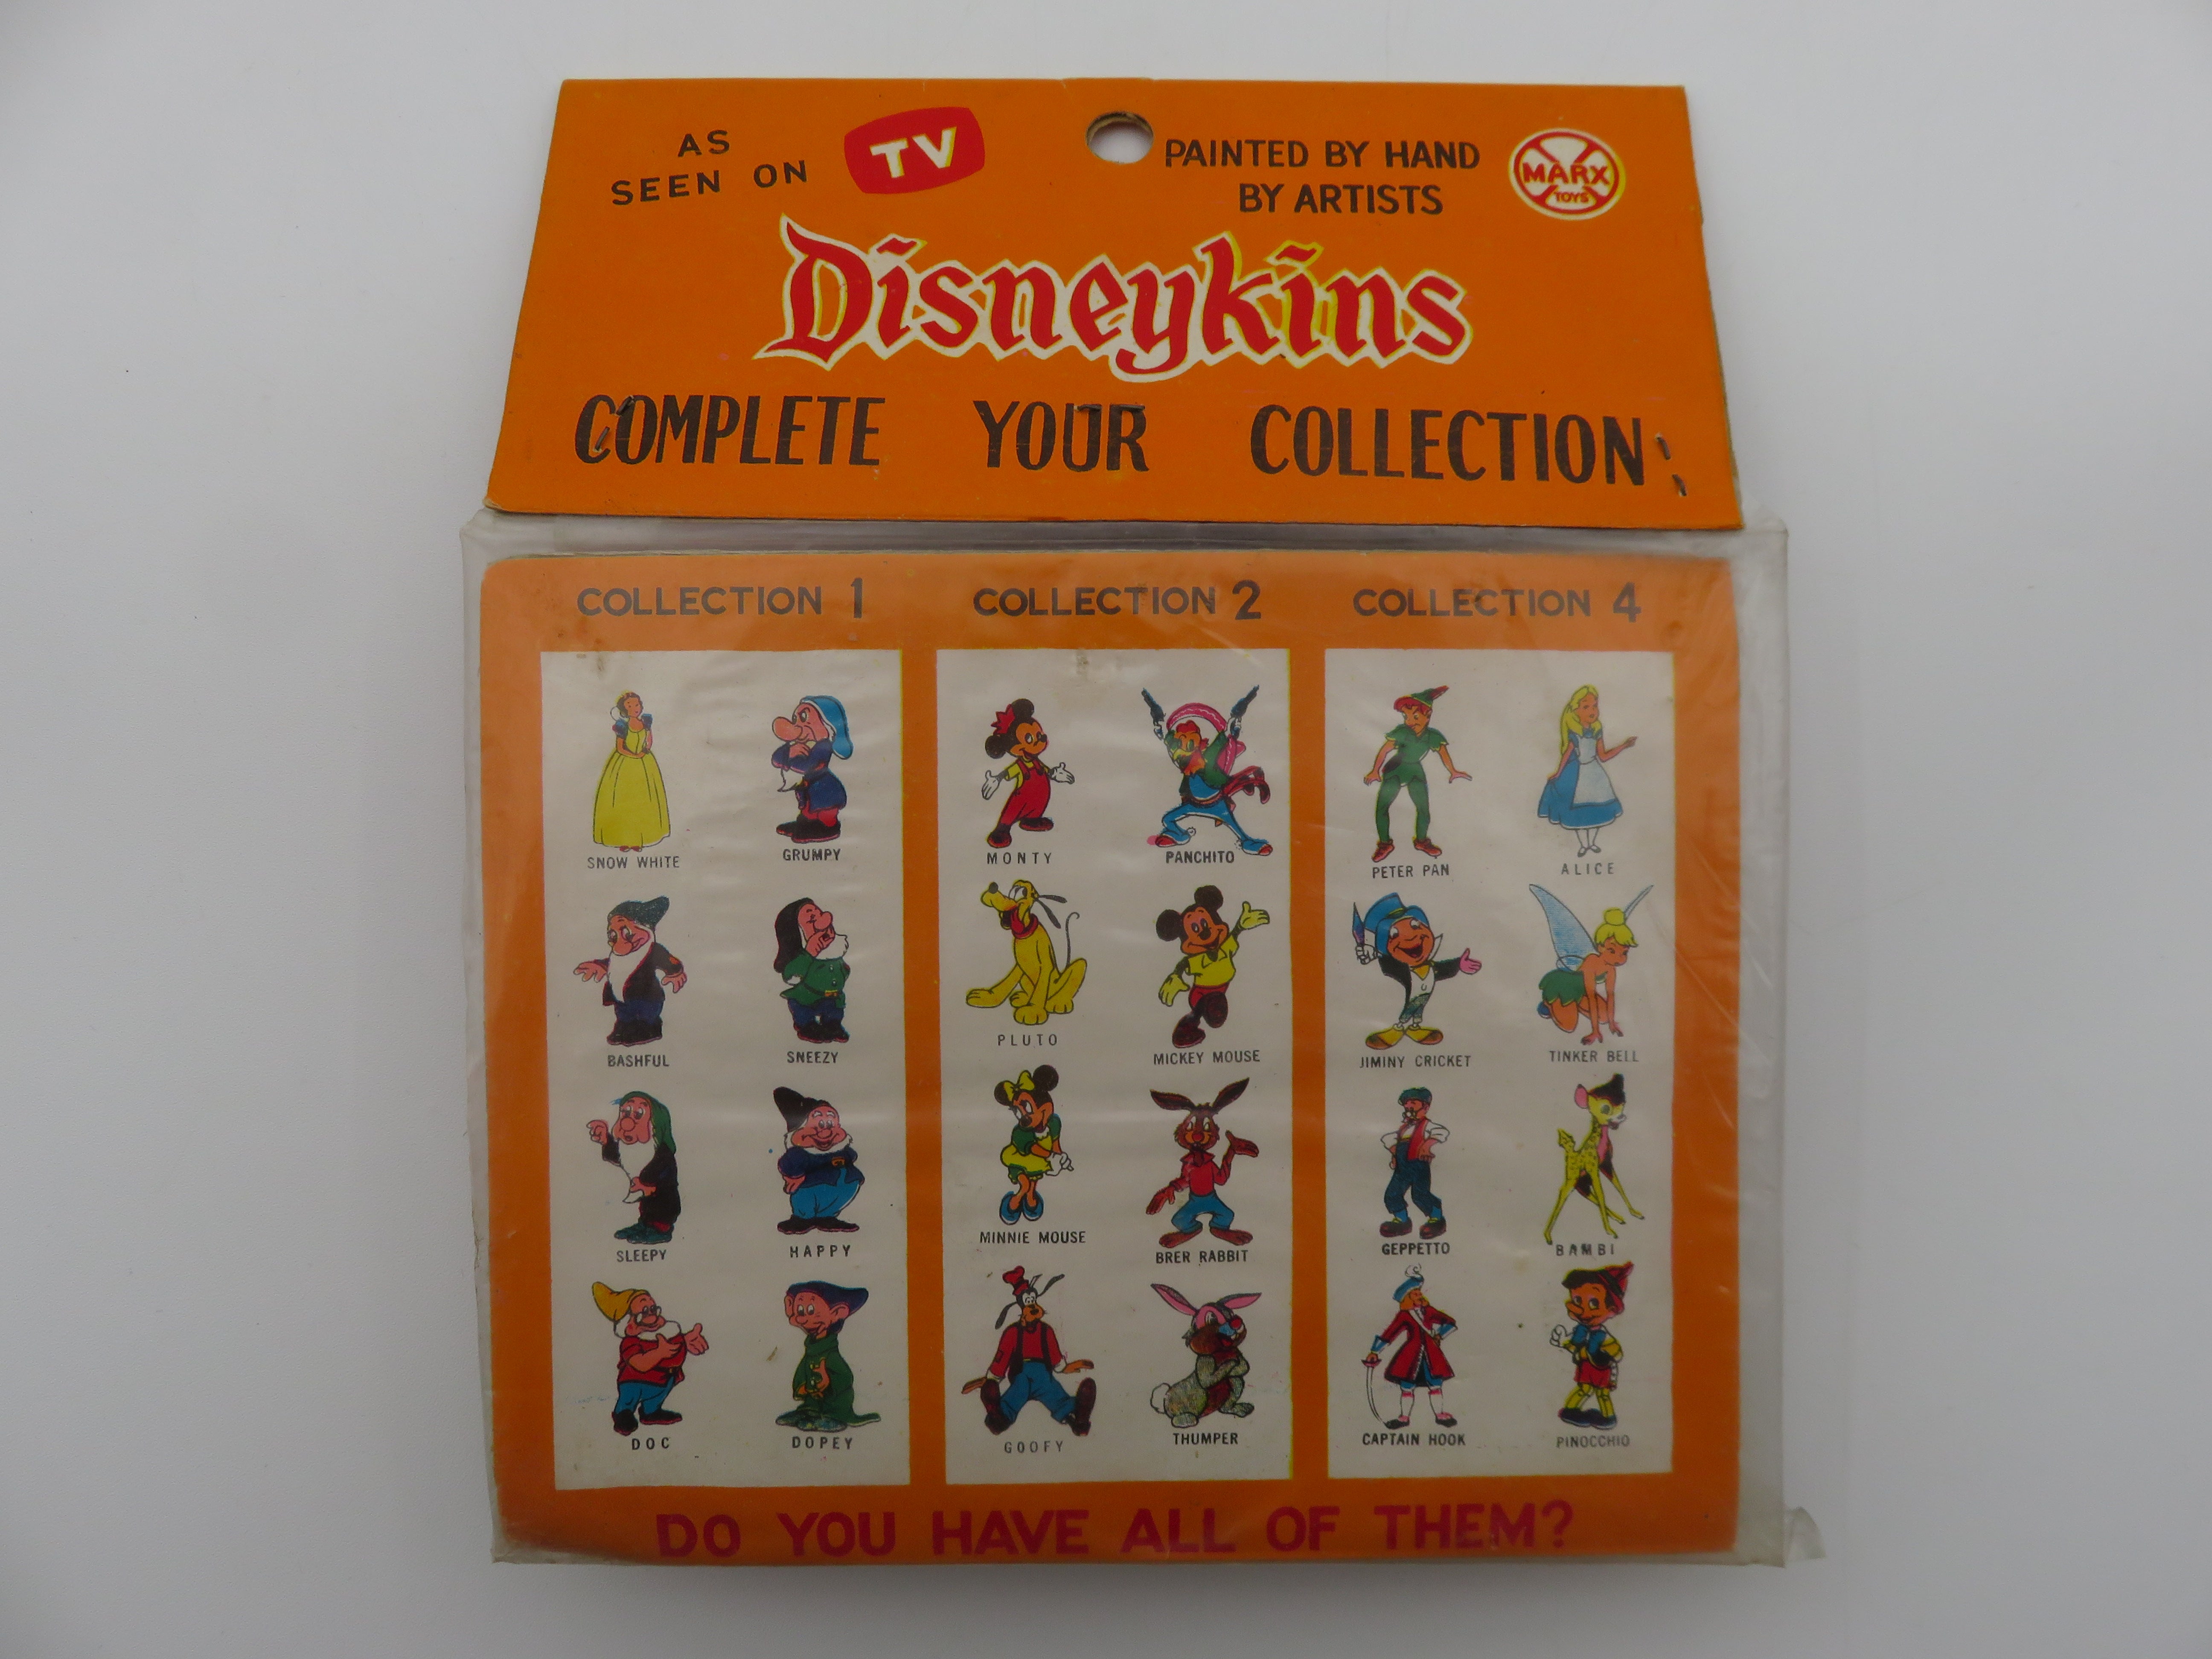 AS
SEEN ON TV
PAINTED BY HAND
BY ARTISTS
MARX
TOYS
Disneykins
COMPLETE YOUR COLLECTION
COLLECTION 1
SNOW WHITE GRUMPY
BASHFUL SNEEZY
SLEEPY HAPPY
DOC DOPEY
COLLECTION 2
MONTY PANCHITO
PLUTO MICKEY MOUSE
MINNIE MOUSE BRER RABBIT
GOOFY THUMPER
COLLECTION 4
PETER PAN ALICE
JIMINY CRICKET TINKER BELL
GEPPETTO BAMBI
CAPTAIN HOOK PINOCCHIO
DO YOU HAVE ALL OF THEM?